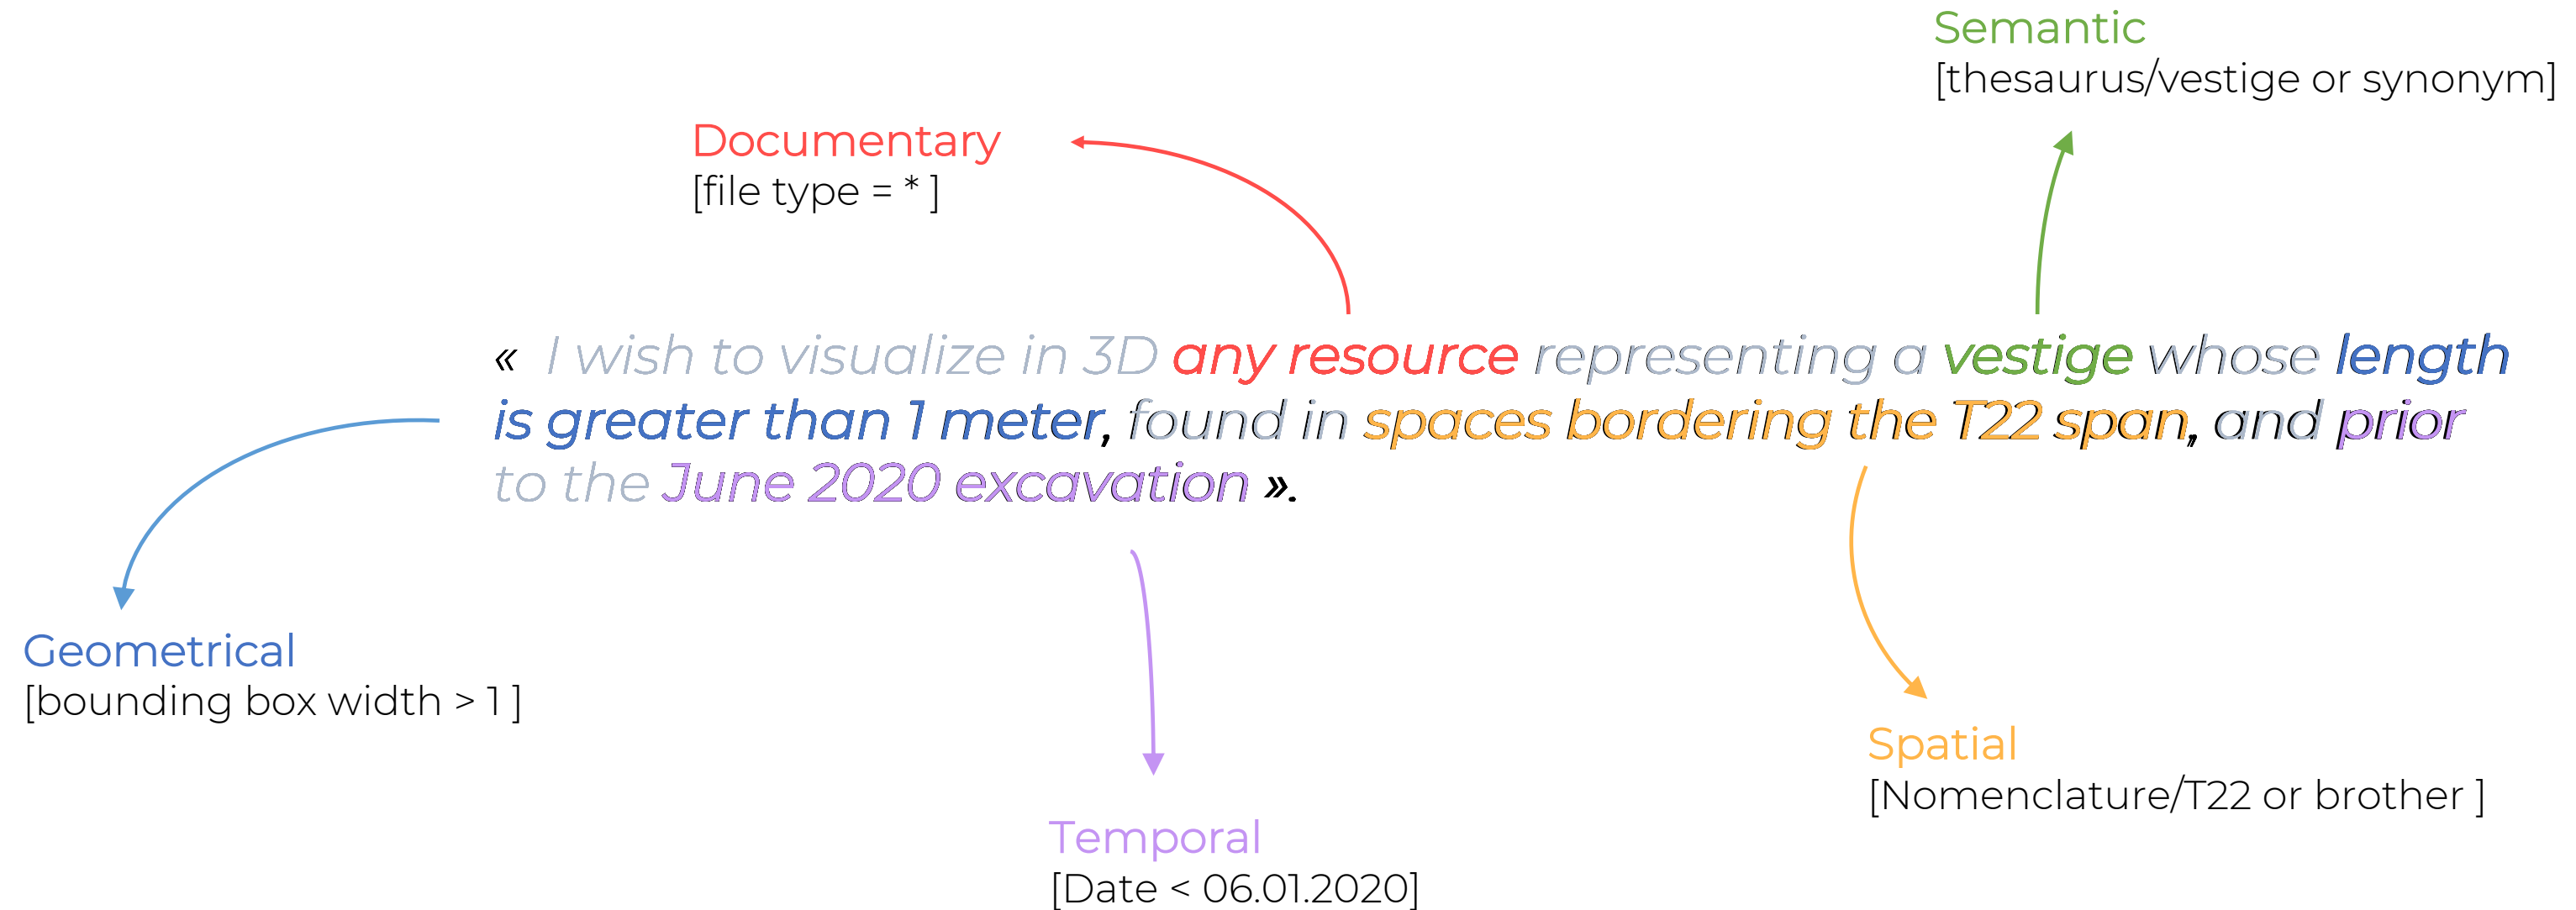 Semantic
[thesaurus/vestige or synonym]
Documentary
[file type = * ]
« I wish to visualize in 3D any resource representing a vestige whose length
is greater than 1 meter, found in spaces bordering the T22 span, and prior
to the June 2020 excavation ».
Geometrical
[bounding box width > 1 ]
Spatial
[Nomenclature/T22 or brother ]
Temporal
[Date < 06.01.2020]